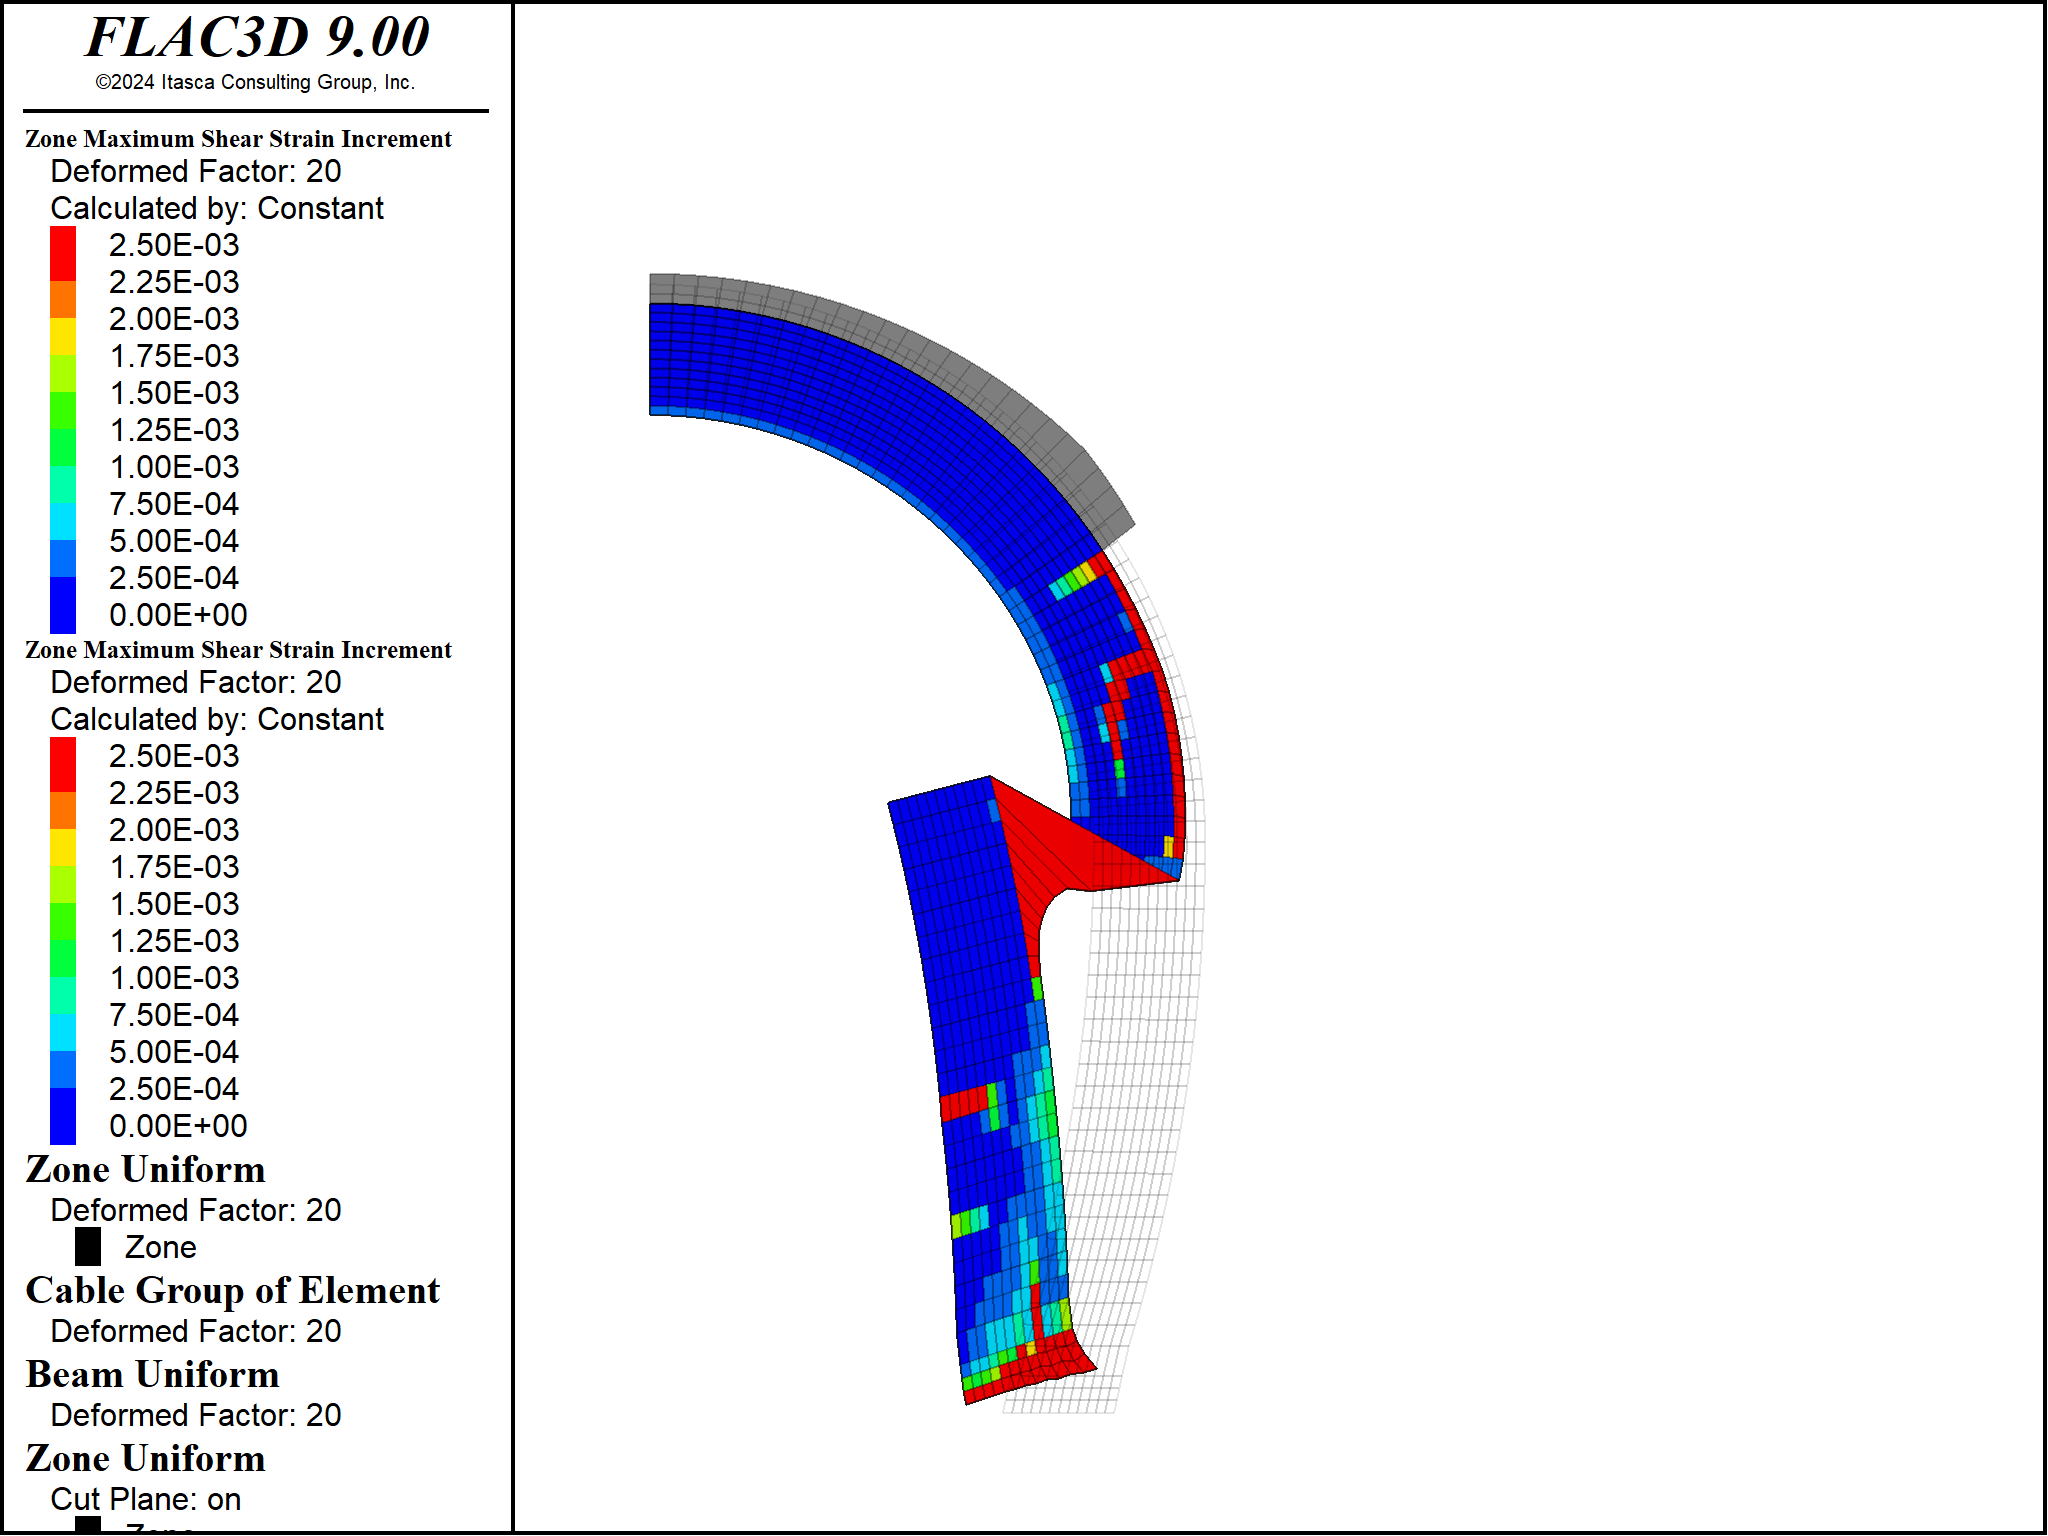 FLAC3D 9.00
©2024 Itasca Consulting Group, Inc.
Zone Maximum Shear Strain Increment
Deformed Factor: 20
Calculated by: Constant
2.50E-03
2.25E-03
2.00E-03
1.75E-03
1.50E-03
1.25E-03
1.00E-03
7.50E-04
5.00E-04
2.50E-04
0.00E+00
Zone Maximum Shear Strain Increment
Deformed Factor: 20
Calculated by: Constant
2.50E-03
2.25E-03
2.00E-03
1.75E-03
1.50E-03
1.25E-03
1.00E-03
7.50E-04
5.00E-04
2.50E-04
0.00E+00
Zone Uniform
Deformed Factor: 20
Zone
Cable Group of Element
Deformed Factor: 20
Beam Uniform
Deformed Factor: 20
Zone Uniform
Cut Plane: on